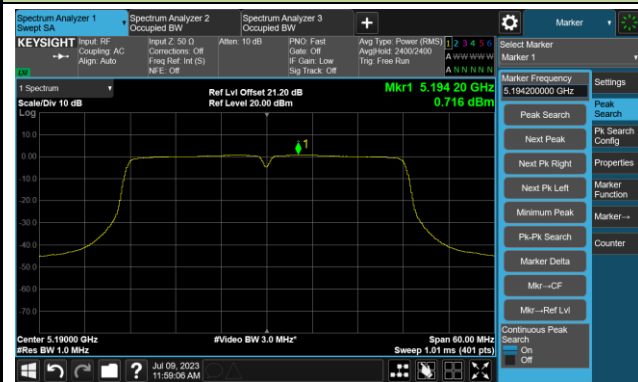 Spectrum Analyzer 1
Swept SA
Spectrum Analyzer 2
Occupied BW
Spectrum Analyzer 3
Occupied BW
+
Marker
KEYSIGHT
Input: RF
Coupling: AC
Align: Auto
Input Z: 50 Ω
Corrections: Off
Freq Ref: Int (S)
NFE: Off
Atten: 10 dB
PNO: Fast
Gate: Off
IF Gain: Low
Sig Track: Off
Avg Type: Power (RMS)
Avg|Hold: 2400/2400
Trig: Free Run
1 2 3 4 5 6
A W W W W W
A N N N N N
LVI
Select Marker
Marker 1
1 Spectrum
Scale/Div 10 dB
Log
Ref Lvl Offset 21.20 dB
Ref Level 20.00 dBm
Mkr1 5.194 20 GHz
0.716 dBm
10.0
0.00
-10.0
-20.0
-30.0
-40.0
-50.0
-60.0
-70.0
1
Center 5.19000 GHz
#Res BW 1.0 MHz
#Video BW 3.0 MHz*
Span 60.00 MHz
Sweep 1.01 ms (401 pts)
Marker Frequency
5.194200000 GHz
Peak Search
Next Peak
Next Pk Right
Next Pk Left
Minimum Peak
Pk-Pk Search
Marker Delta
Mkr→CF
Mkr→Ref Lvl
Continuous Peak
Search
On
Off
Settings
Peak
Search
Pk Search
Config
Properties
Marker
Function
Marker→
Counter
?
Jul 09, 2023
11:59:06 AM